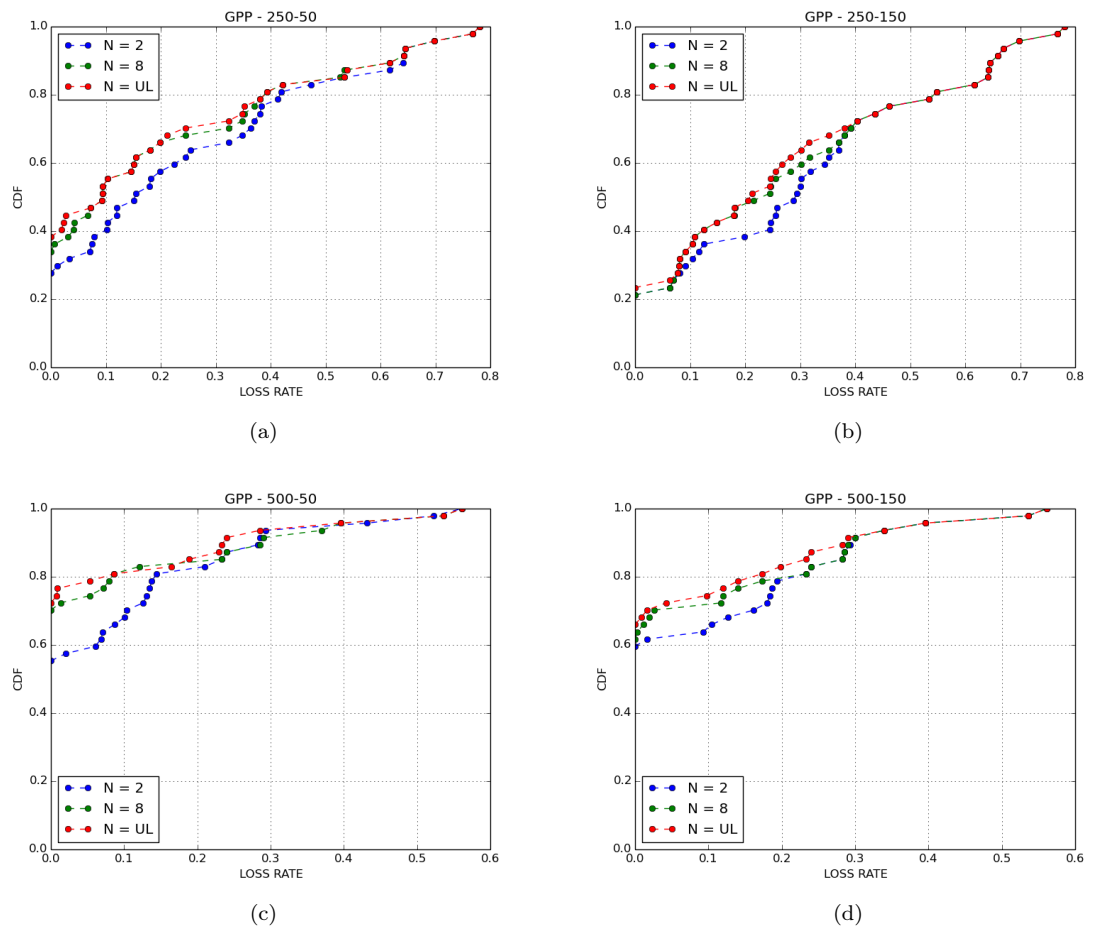 GPP - 250-50
1.0
0.8
0.6
0.4
0.2
0.0
CDF
N = 2
N = 8
N = UL
0.0 0.1 0.2 0.3 0.4 0.5 0.6 0.7 0.8
LOSS RATE
(a)
GPP - 250-150
1.0
0.8
0.6
0.4
0.2
0.0
CDF
N = 2
N = 8
N = UL
0.0 0.1 0.2 0.3 0.4 0.5 0.6 0.7 0.8
LOSS RATE
(b)
GPP - 500-50
1.0
0.8
0.6
0.4
0.2
0.0
CDF
N = 2
N = 8
N = UL
0.0 0.1 0.2 0.3 0.4 0.5 0.6
LOSS RATE
(c)
GPP - 500-150
1.0
0.8
0.6
0.4
0.2
0.0
CDF
N = 2
N = 8
N = UL
0.0 0.1 0.2 0.3 0.4 0.5 0.6
LOSS RATE
(d)